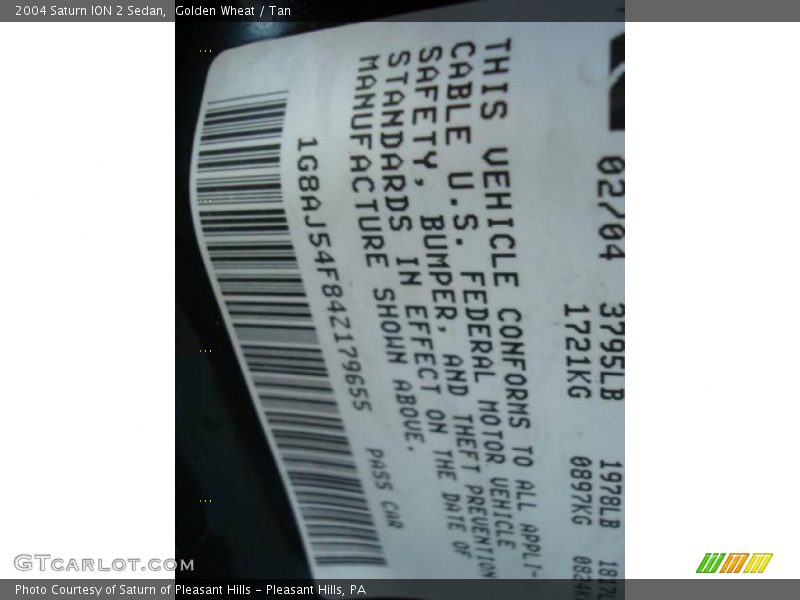 2004 Saturn ION 2 Sedan,  Golden Wheat / Tan
02/04 3795LB 1978LB
1721KG 0897KG
THIS VEHICLE CONFORMS TO ALL APPLI-
CABLE U.S. FEDERAL MOTOR VEHICLE
SAFETY, BUMPER, AND THEFT PREVENTION
STANDARDS IN EFFECT ON THE DATE OF
MANUFACTURE SHOWN ABOVE.
1G8AJ54F84Z179655 PASS CAR
GTcarlot.com
Photo Courtesy of Saturn of Pleasant Hills - Pleasant Hills, PA